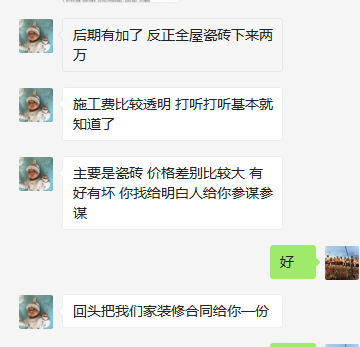 后期有加了 反正全屋瓷砖下来两
万
施工费比较透明 打听打听基本就
知道了
主要是瓷砖 价格差别比较大 有
好有坏 你找给明白人给你参谋参
谋
好
回头把我们家装修合同给你一份